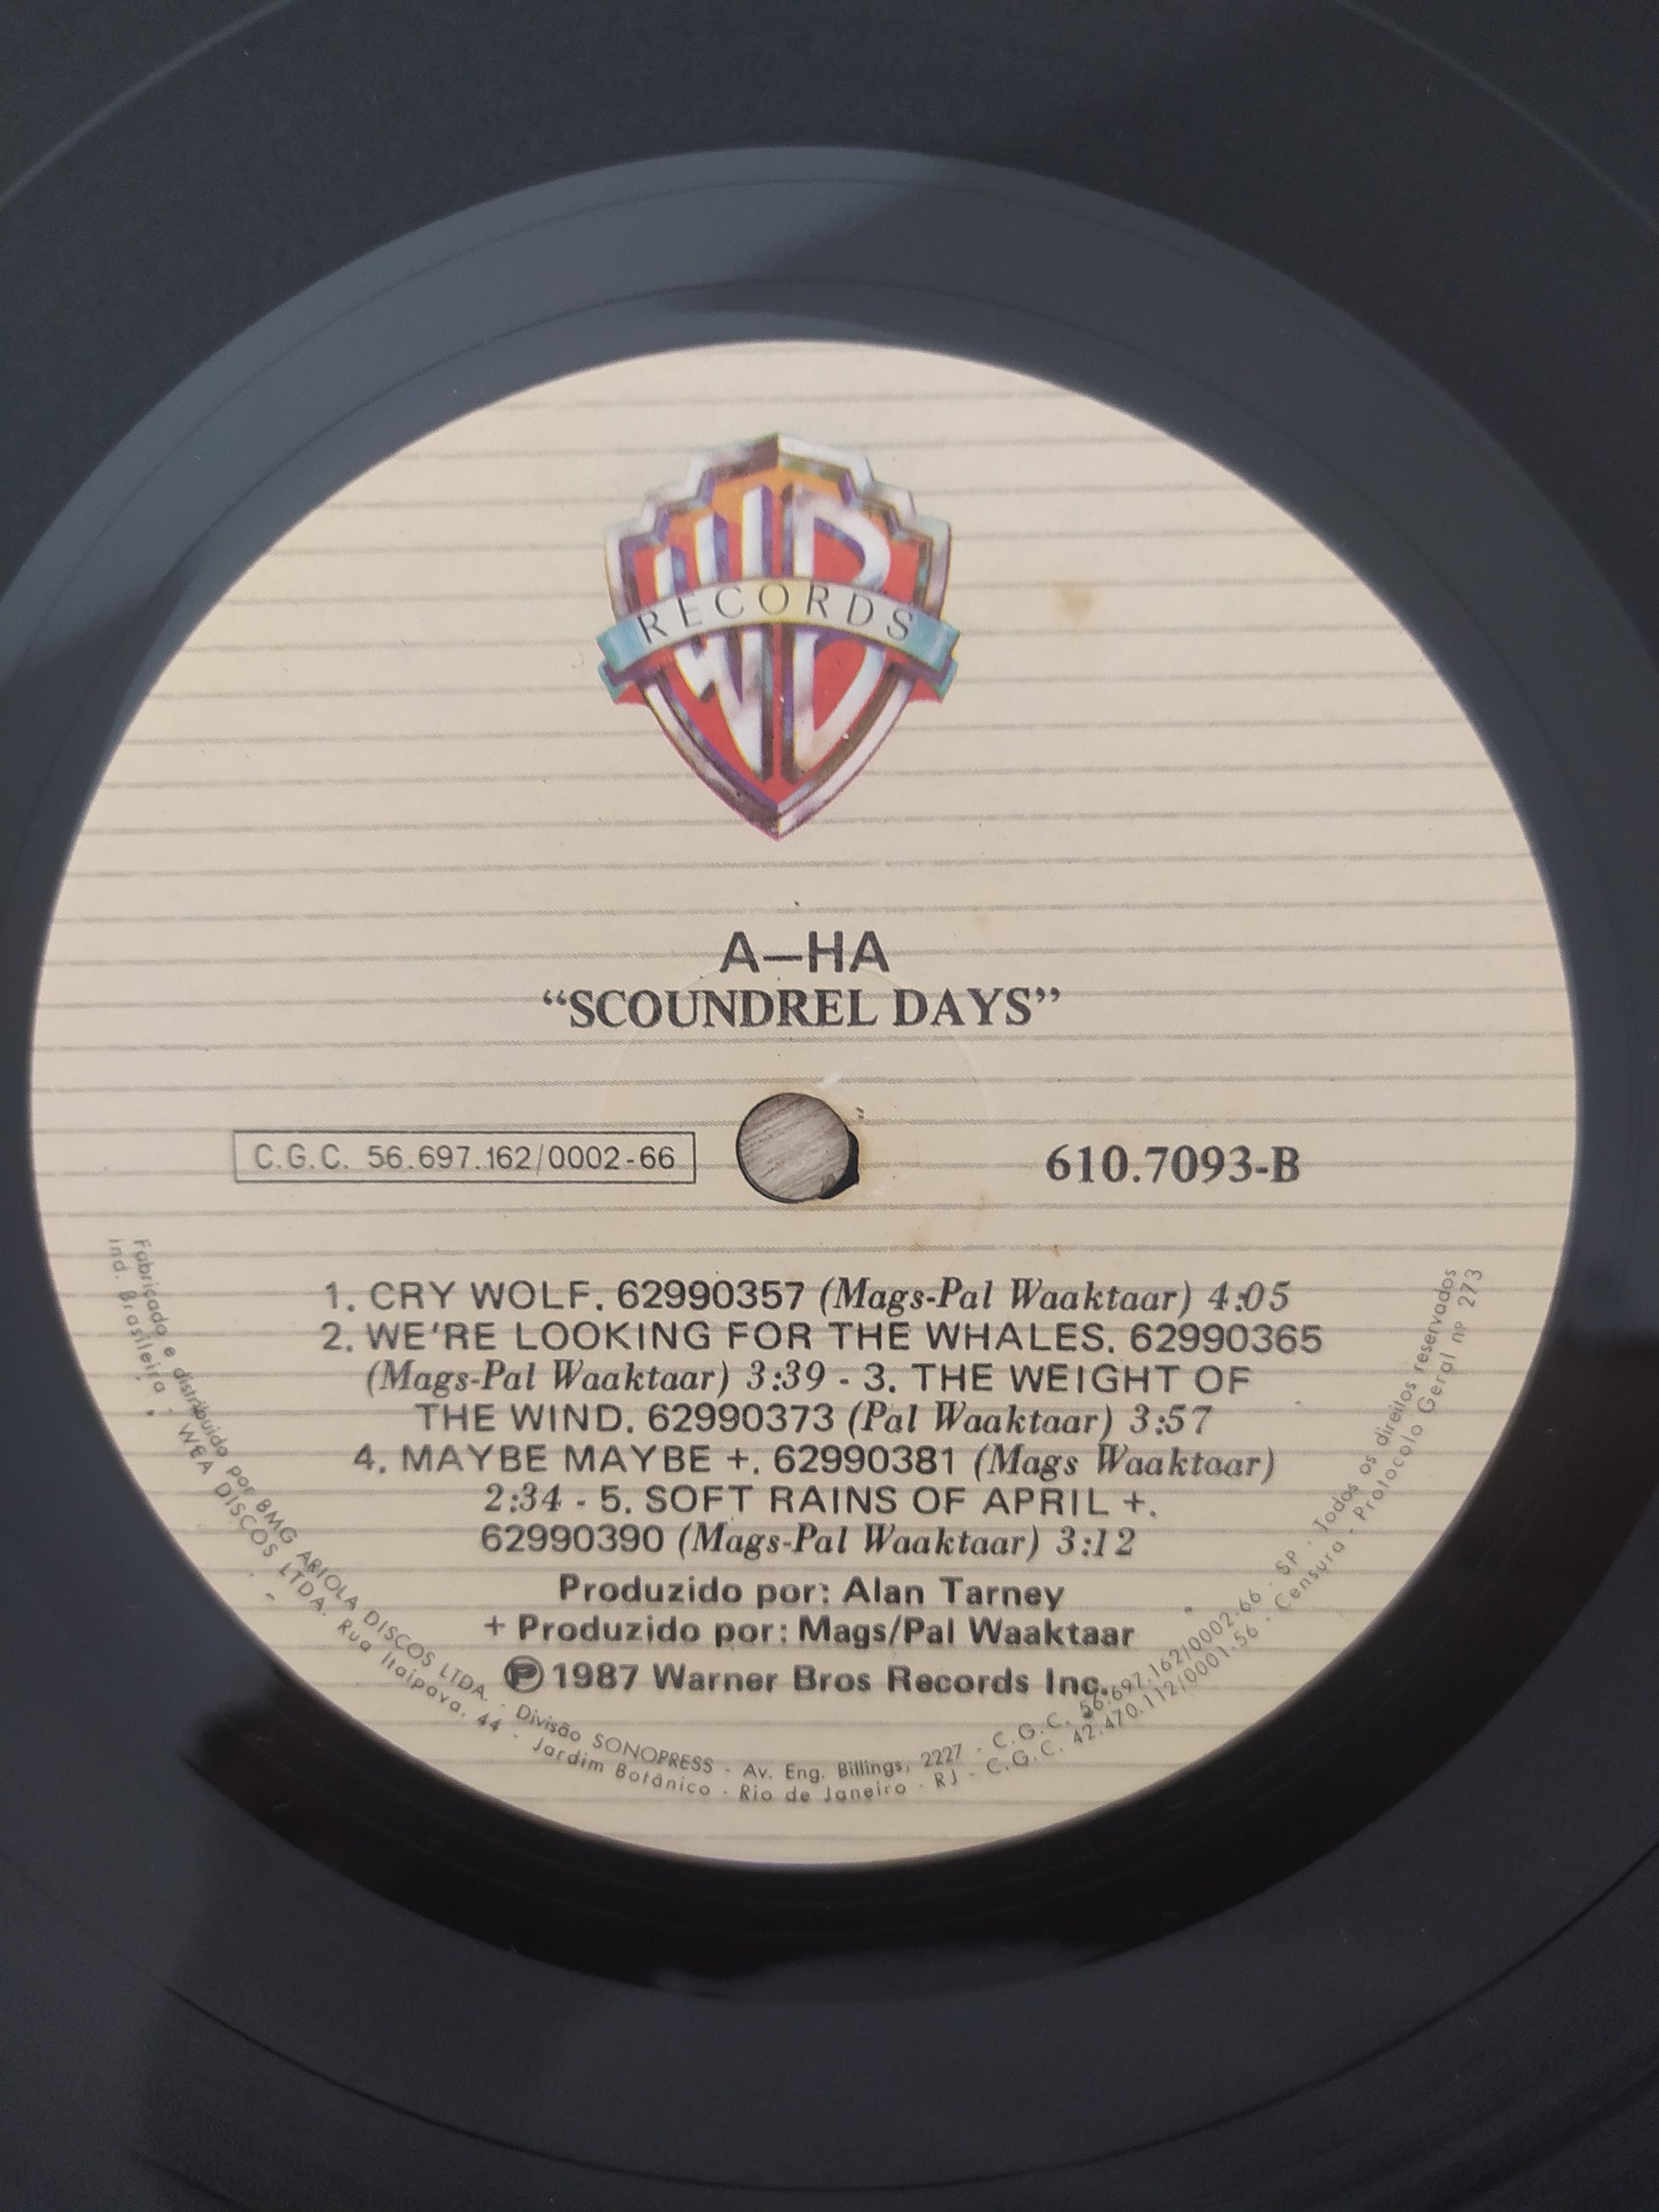 WB
RECORDS
A—HA
“SCOUNDREL DAYS”
C.G.C. 56.697.162/0002-66
610.7093-B
1. CRY WOLF. 62990357 (Mags-Pal Waaktaar) 4:05
2. WE'RE LOOKING FOR THE WHALES. 62990365
(Mags-Pal Waaktaar) 3:39 - 3. THE WEIGHT OF
THE WIND. 62990373 (Pal Waaktaar) 3:57
4. MAYBE MAYBE +. 62990381 (Mags Waaktaar)
2:34 - 5. SOFT RAINS OF APRIL +.
62990390 (Mags-Pal Waaktaar) 3:12
Produzido por: Alan Tarney
+ Produzido por: Mags/Pal Waaktaar
Ⓟ 1987 Warner Bros Records Inc.
Fabricado e distribuido por BMG ARIOLA DISCOS LTDA. - Divisão SONOPRESS - Av. Eng. Billings, 2227 - C.G.C. 56.697.162/0002-66 - SP - Todos os direitos reservados
Ind. Brasileira - WEA DISCOS LTDA. Rua Itaipava, 44 - Jardim Botânico - Rio de Janeiro - RJ - C.G.C. 42.470.112/0001-56 - Censura - Protocolo Geral nº 273